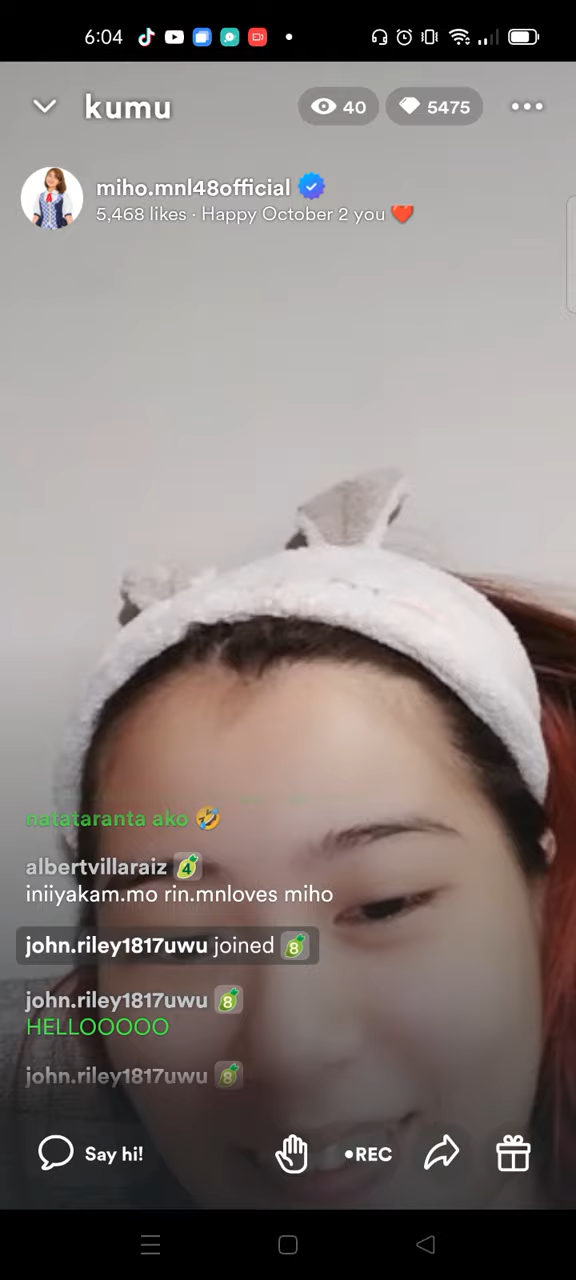 6:04
kumu
40
5475
miho.mnl48official
5,468 likes · Happy October 2 you ❤️
natataranta ako 🤣
albertvillaraiz 4
iniiyakam.mo rin.mnloves miho
john.riley1817uwu joined 8
john.riley1817uwu 8
HELLOOOOO
john.riley1817uwu 8
Say hi!
•REC